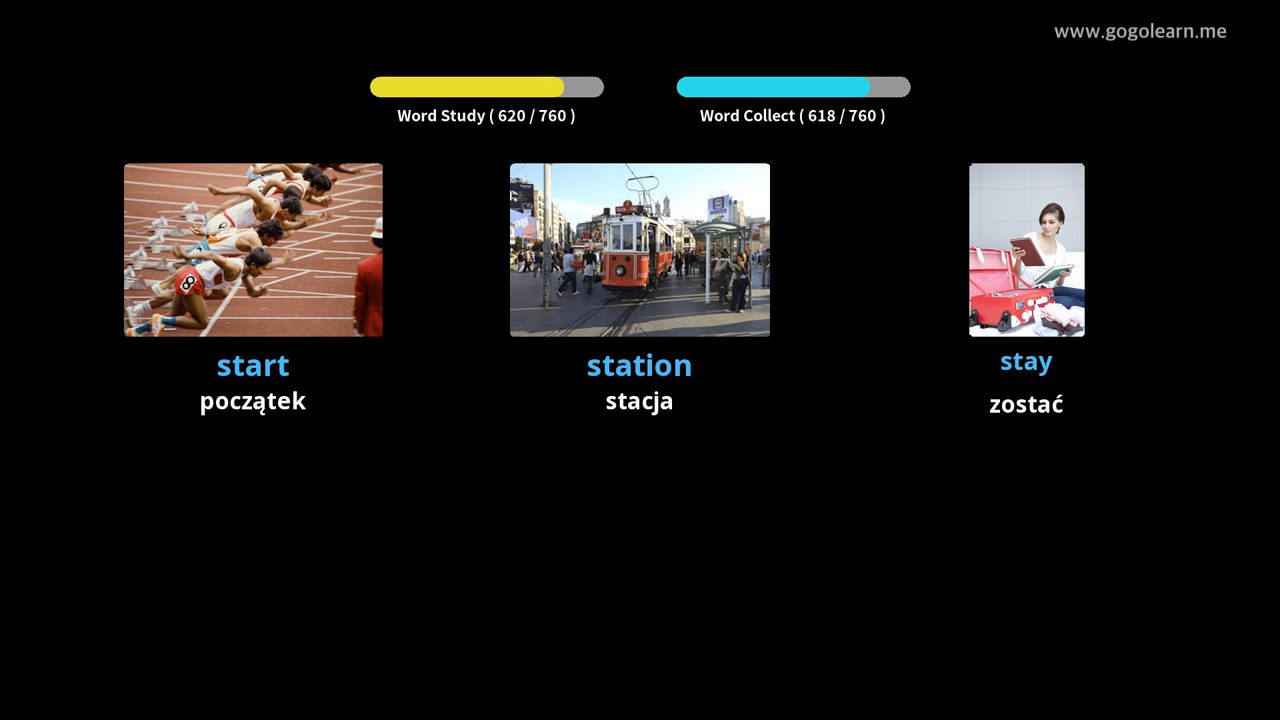 www.gogolearn.me
Word Study ( 620 / 760 )
Word Collect ( 618 / 760 )
start
początek
station
stacja
stay
zostać